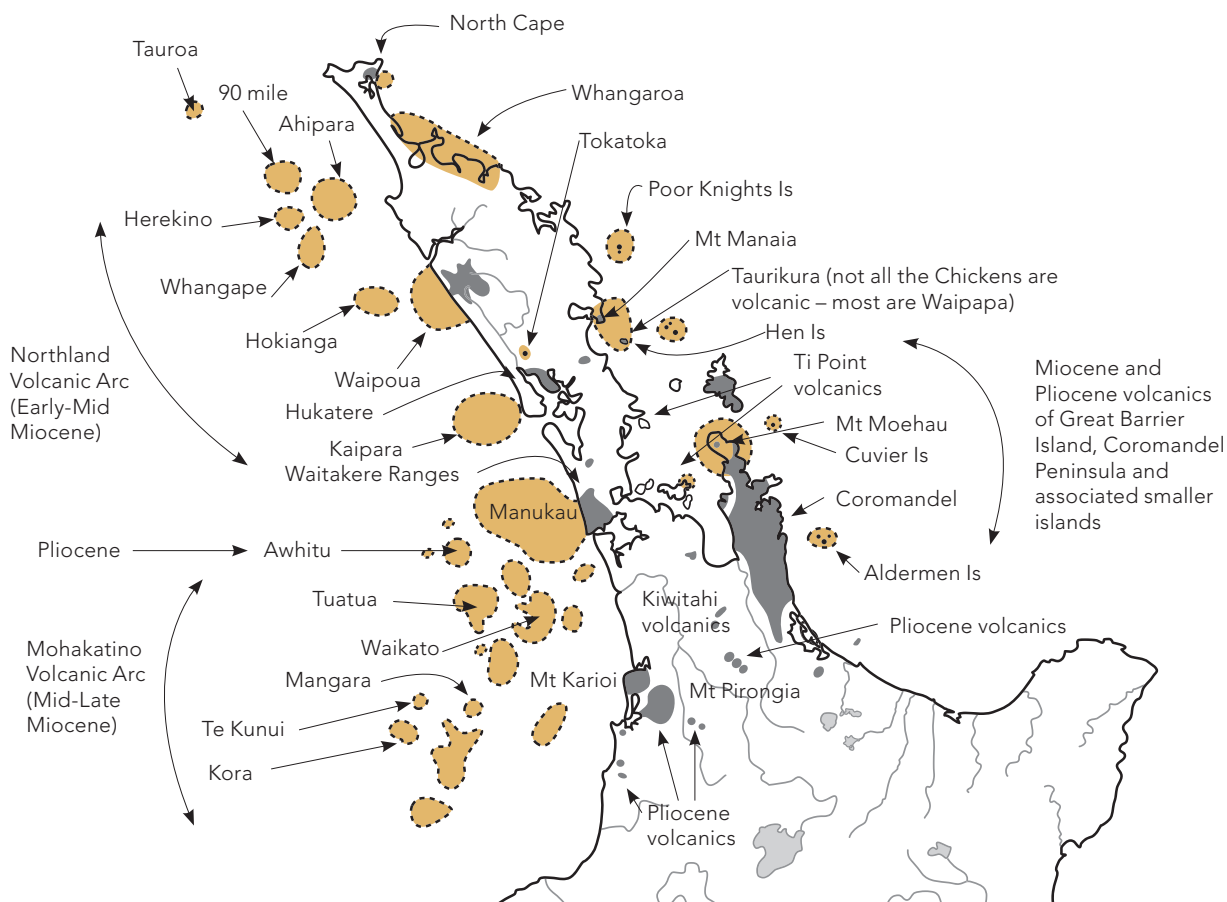 North Cape
Tauroa
90 mile
Whangaroa
Ahipara
Tokatoka
Poor Knights Is
Herekino
Mt Manaia
Whangape
Taurikura (not all the Chickens are
volcanic – most are Waipapa)
Hokianga
Hen Is
Northland
Volcanic Arc
(Early-Mid
Miocene)
Waipoua
Ti Point
volcanics
Miocene and
Pliocene volcanics
of Great Barrier
Island, Coromandel
Peninsula and
associated smaller
islands
Hukatere
Kaipara
Mt Moehau
Cuvier Is
Waitakere Ranges
Manukau
Coromandel
Pliocene
Awhitu
Aldermen Is
Tuatua
Kiwitahi
volcanics
Pliocene volcanics
Waikato
Mohakatino
Volcanic Arc
(Mid-Late
Miocene)
Mangara
Mt Karioi
Mt Pirongia
Te Kunui
Kora
Pliocene
volcanics